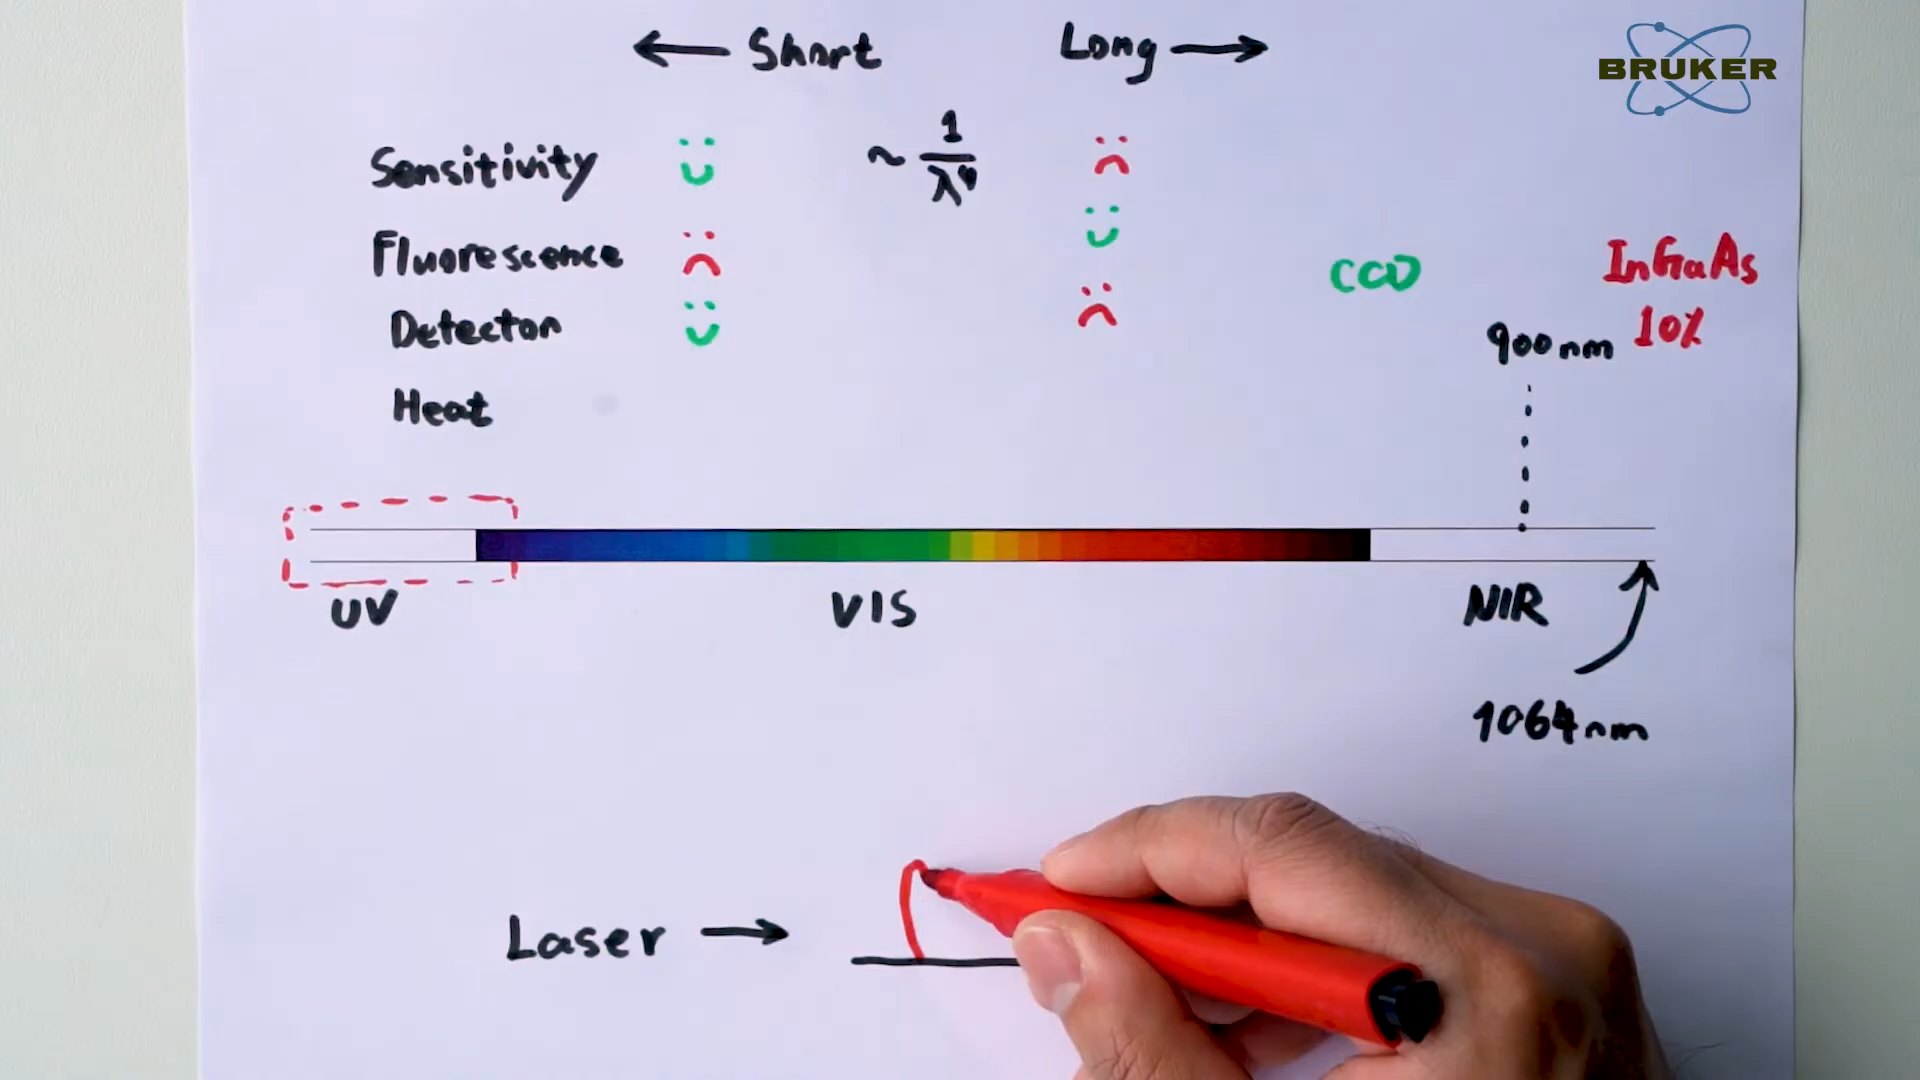 ← Short Long →
BRUKER
Sensitivity ~ 1/λ⁴
Fluorescence
CCD
InGaAs
10%
Detector
900nm
Heat
UV
VIS
NIR
1064nm
Laser →